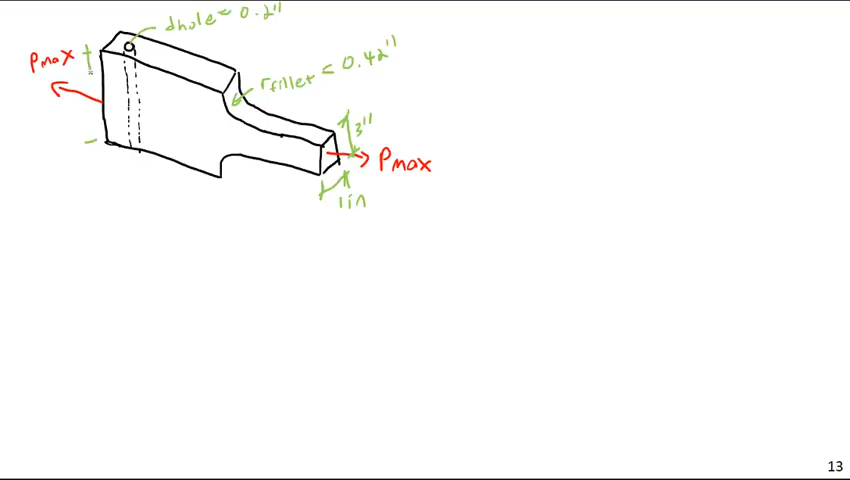 dhole = 0.2"
Pmax
rfillet = 0.42"
3"
Pmax
1in
13